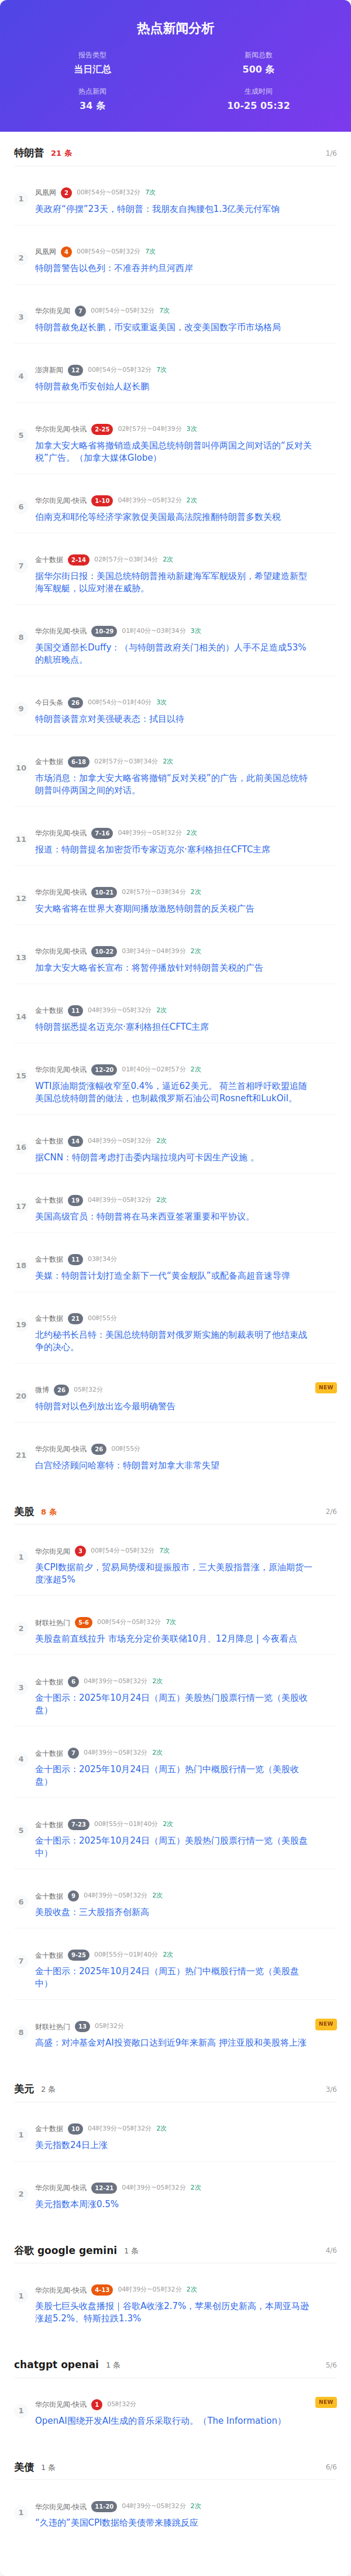 热点新闻分析
报告类型
新闻总数
当日汇总
500 条
热点新闻
生成时间
34 条
10-25 05:32
特朗普 21 条 1/6
1 凤凰网 2 00时54分~05时32分 7次
美政府“停摆”23天，特朗普：我朋友自掏腰包1.3亿美元付军饷
2 凤凰网 4 00时54分~05时32分 7次
特朗普警告以色列：不准吞并约旦河西岸
3 华尔街见闻 7 00时54分~05时32分 7次
特朗普赦免赵长鹏，币安或重返美国，改变美国数字币市场格局
4 澎湃新闻 12 00时54分~05时32分 7次
特朗普赦免币安创始人赵长鹏
5 华尔街见闻-快讯 2-25 02时57分~04时39分 3次
加拿大安大略省将撤销造成美国总统特朗普叫停两国之间对话的“反对关
税”广告。（加拿大媒体Globe）
6 华尔街见闻-快讯 1-10 04时39分~05时32分 2次
伯南克和耶伦等经济学家敦促美国最高法院推翻特朗普多数关税
7 金十数据 2-14 02时57分~03时34分 2次
据华尔街日报：美国总统特朗普推动新建海军军舰级别，希望建造新型
海军舰艇，以应对潜在威胁。
8 华尔街见闻-快讯 10-29 01时40分~03时34分 3次
美国交通部长Duffy：（与特朗普政府关门相关的）人手不足造成53%
的航班晚点。
9 今日头条 26 00时54分~01时40分 3次
特朗普谈普京对美强硬表态：拭目以待
10 金十数据 6-18 02时57分~03时34分 2次
市场消息：加拿大安大略省将撤销“反对关税”的广告，此前美国总统特
朗普叫停两国之间的对话。
11 华尔街见闻-快讯 7-16 04时39分~05时32分 2次
报道：特朗普提名加密货币专家迈克尔·塞利格担任CFTC主席
12 华尔街见闻-快讯 10-21 02时57分~03时34分 2次
安大略省将在世界大赛期间播放激怒特朗普的反关税广告
13 华尔街见闻-快讯 10-22 03时34分~04时39分 2次
加拿大安大略省长宣布：将暂停播放针对特朗普关税的广告
14 金十数据 11 04时39分~05时32分 2次
特朗普据悉提名迈克尔·塞利格担任CFTC主席
15 华尔街见闻-快讯 12-20 01时40分~02时57分 2次
WTI原油期货涨幅收窄至0.4%，逼近62美元。 荷兰首相呼吁欧盟追随
美国总统特朗普的做法，也制裁俄罗斯石油公司Rosneft和LukOil。
16 金十数据 14 04时39分~05时32分 2次
据CNN：特朗普考虑打击委内瑞拉境内可卡因生产设施 。
17 金十数据 19 04时39分~05时32分 2次
美国高级官员：特朗普将在马来西亚签署重要和平协议。
18 金十数据 11 03时34分
美媒：特朗普计划打造全新下一代“黄金舰队”或配备高超音速导弹
19 金十数据 21 00时55分
北约秘书长吕特：美国总统特朗普对俄罗斯实施的制裁表明了他结束战
争的决心。
20 微博 26 05时32分 NEW
特朗普对以色列放出迄今最明确警告
21 华尔街见闻-快讯 26 00时55分
白宫经济顾问哈塞特：特朗普对加拿大非常失望
美股 8 条 2/6
1 华尔街见闻 3 00时54分~05时32分 7次
美CPI数据前夕，贸易局势缓和提振股市，三大美股指普涨，原油期货一
度涨超5%
2 财联社热门 5-6 00时54分~05时32分 7次
美股盘前直线拉升 市场充分定价美联储10月、12月降息 | 今夜看点
3 金十数据 6 04时39分~05时32分 2次
金十图示：2025年10月24日（周五）美股热门股票行情一览（美股收
盘）
4 金十数据 7 04时39分~05时32分 2次
金十图示：2025年10月24日（周五）热门中概股行情一览（美股收
盘）
5 金十数据 7-23 00时55分~01时40分 2次
金十图示：2025年10月24日（周五）美股热门股票行情一览（美股盘
中）
6 金十数据 9 04时39分~05时32分 2次
美股收盘：三大股指齐创新高
7 金十数据 9-25 00时55分~01时40分 2次
金十图示：2025年10月24日（周五）热门中概股行情一览（美股盘
中）
8 财联社热门 13 05时32分 NEW
高盛：对冲基金对AI投资敞口达到近9年来新高 押注亚股和美股将上涨
美元 2 条 3/6
1 金十数据 10 04时39分~05时32分 2次
美元指数24日上涨
2 华尔街见闻-快讯 12-21 04时39分~05时32分 2次
美元指数本周涨0.5%
谷歌 google gemini 1 条 4/6
1 华尔街见闻-快讯 4-13 04时39分~05时32分 2次
美股七巨头收盘播报｜谷歌A收涨2.7%，苹果创历史新高，本周亚马逊
涨超5.2%、特斯拉跌1.3%
chatgpt openai 1 条 5/6
1 华尔街见闻-快讯 1 05时32分 NEW
OpenAI围绕开发AI生成的音乐采取行动。（The Information）
美债 1 条 6/6
1 华尔街见闻-快讯 11-20 04时39分~05时32分 2次
“久违的”美国CPI数据给美债带来膝跳反应